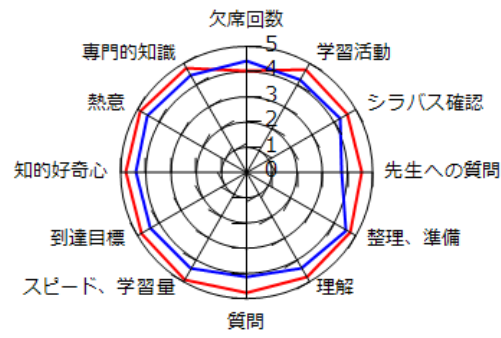 欠席回数
専門的知識
学習活動
熱意
シラバス確認
知的好奇心
先生への質問
到達目標
整理、準備
スピード、学習量
理解
質問
5
4
3
2
1
0